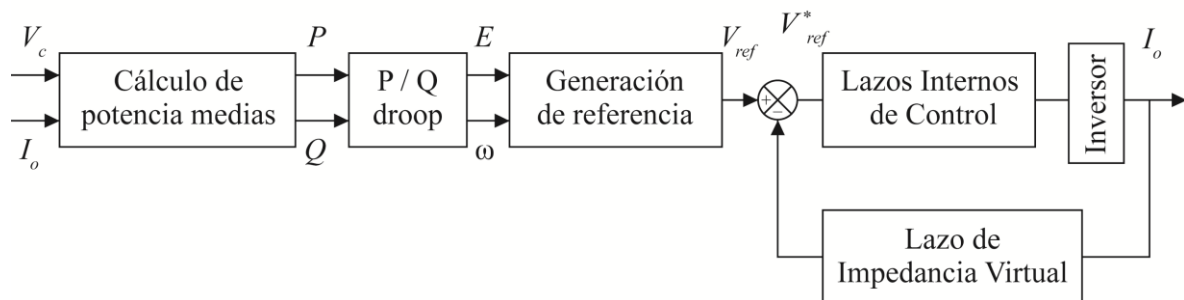 V_c
I_o
Cálculo de
potencia medias
P
Q
P / Q
droop
E
ω
Generación
de referencia
V_ref
+
−
V*_ref
Lazos Internos
de Control
Inversor
I_o
Lazo de
Impedancia Virtual